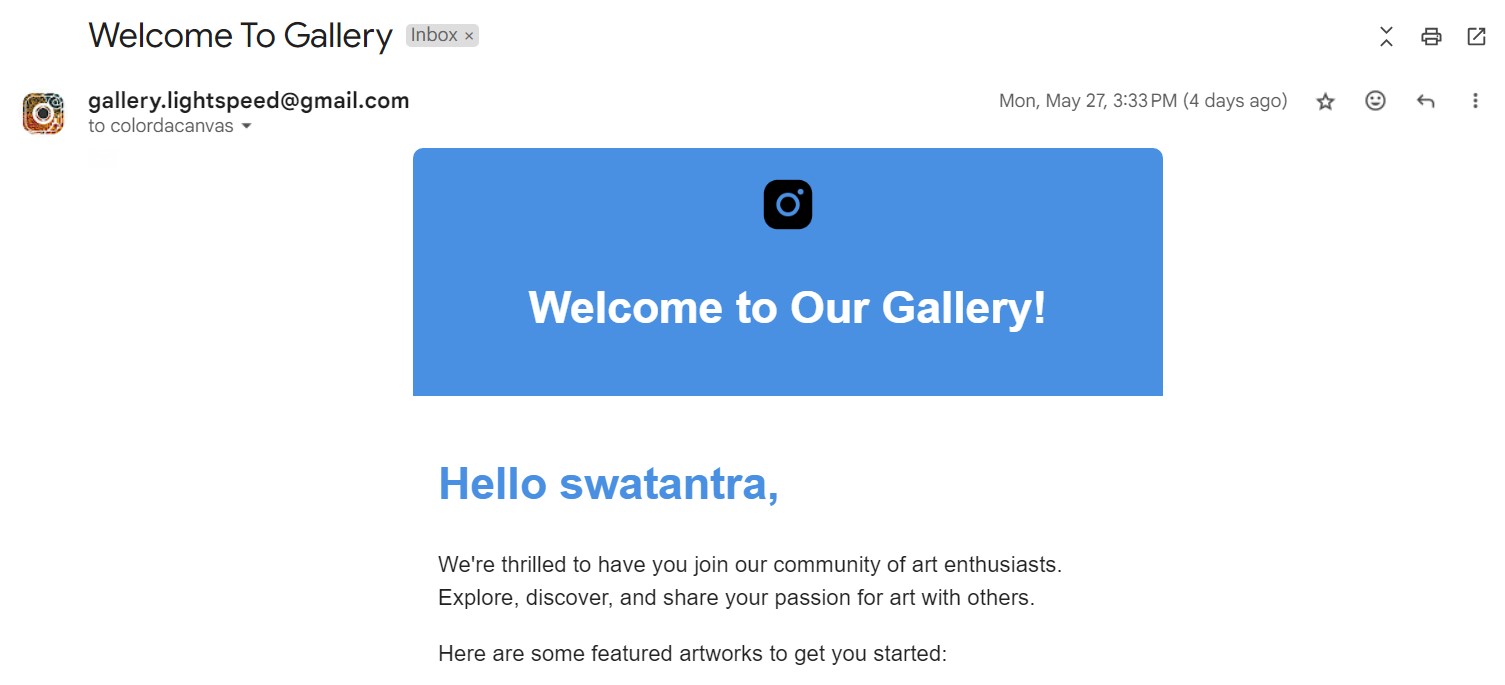 Welcome To Gallery Inbox ×
gallery.lightspeed@gmail.com Mon, May 27, 3:33 PM (4 days ago)
to colordacanvas
Welcome to Our Gallery!
Hello swatantra,
We're thrilled to have you join our community of art enthusiasts.
Explore, discover, and share your passion for art with others.
Here are some featured artworks to get you started: